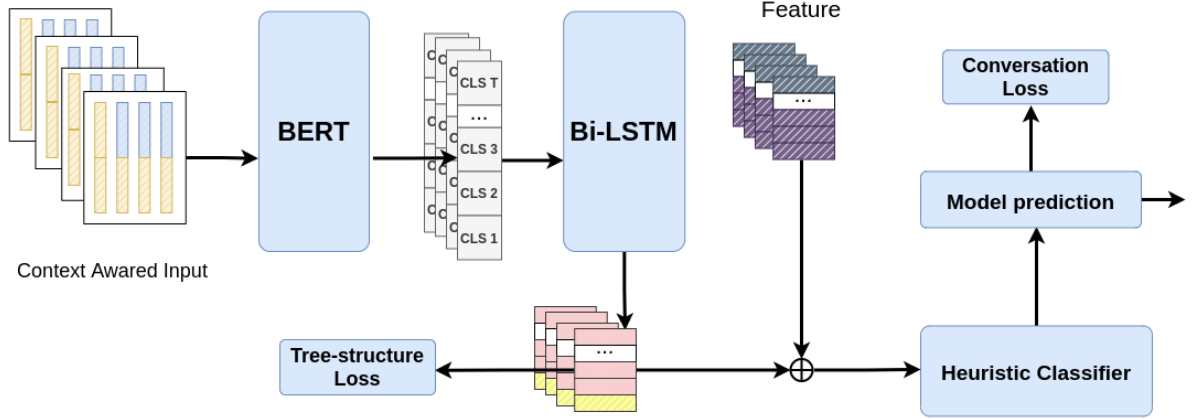 Feature
BERT
Bi-LSTM
C
C
C
C
C
C
C
C
CLS T
...
CLS 3
CLS 2
CLS 1
...
Conversation
Loss
Model prediction
Context Awared Input
Tree-structure
Loss
...
Heuristic Classifier